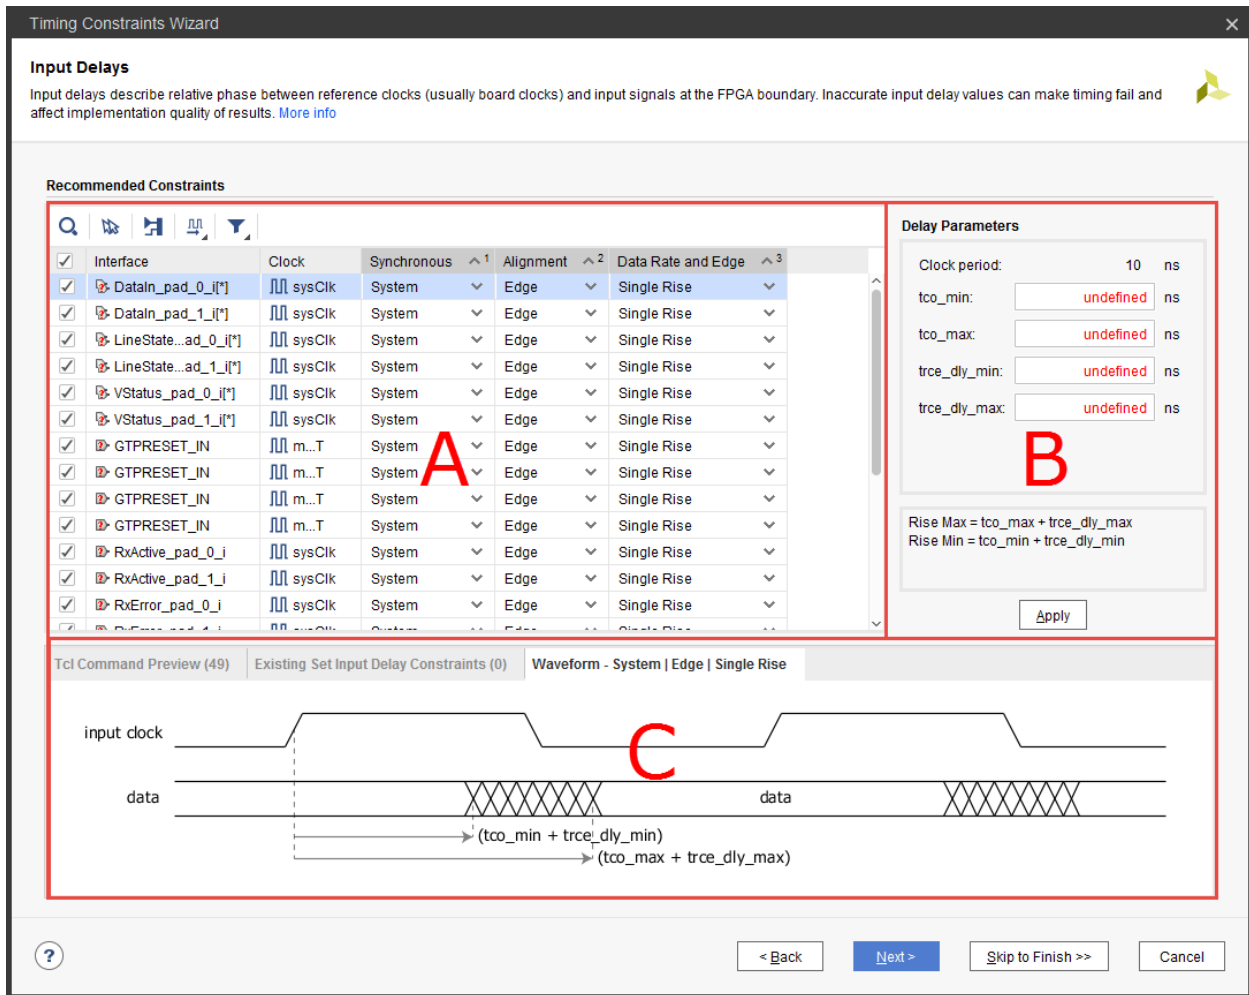 Timing Constraints Wizard
Input Delays
Input delays describe relative phase between reference clocks (usually board clocks) and input signals at the FPGA boundary. Inaccurate input delay values can make timing fail and
affect implementation quality of results. More info
Recommended Constraints
Interface Clock Synchronous 1 Alignment 2 Data Rate and Edge 3
DataIn_pad_0_i[*] sysClk System Edge Single Rise
DataIn_pad_1_i[*] sysClk System Edge Single Rise
LineState...ad_0_i[*] sysClk System Edge Single Rise
LineState...ad_1_i[*] sysClk System Edge Single Rise
VStatus_pad_0_i[*] sysClk System Edge Single Rise
VStatus_pad_1_i[*] sysClk System Edge Single Rise
GTPRESET_IN m...T System Edge Single Rise
GTPRESET_IN m...T System Edge Single Rise
GTPRESET_IN m...T System Edge Single Rise
GTPRESET_IN m...T System Edge Single Rise
RxActive_pad_0_i sysClk System Edge Single Rise
RxActive_pad_1_i sysClk System Edge Single Rise
RxError_pad_0_i sysClk System Edge Single Rise
A
Delay Parameters
Clock period: 10 ns
tco_min: undefined ns
tco_max: undefined ns
trce_dly_min: undefined ns
trce_dly_max: undefined ns
B
Rise Max = tco_max + trce_dly_max
Rise Min = tco_min + trce_dly_min
Apply
Tcl Command Preview (49) Existing Set Input Delay Constraints (0) Waveform - System | Edge | Single Rise
input clock
C
data data
(tco_min + trce_dly_min)
(tco_max + trce_dly_max)
? < Back Next > Skip to Finish >> Cancel